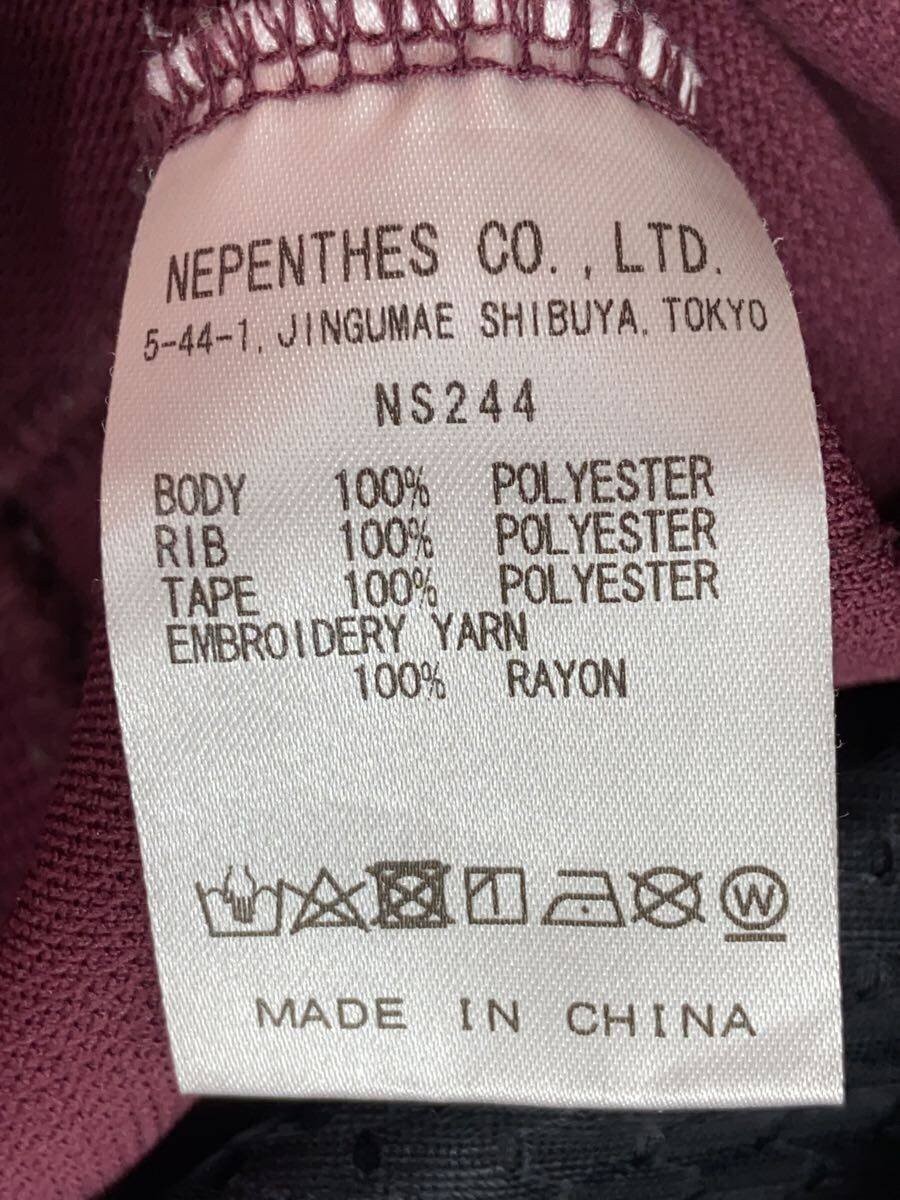 NEPENTHES CO., LTD.
5-44-1, JINGUMAE SHIBUYA, TOKYO
NS244
BODY 100% POLYESTER
RIB 100% POLYESTER
TAPE 100% POLYESTER
EMBROIDERY YARN
100% RAYON
W
MADE IN CHINA